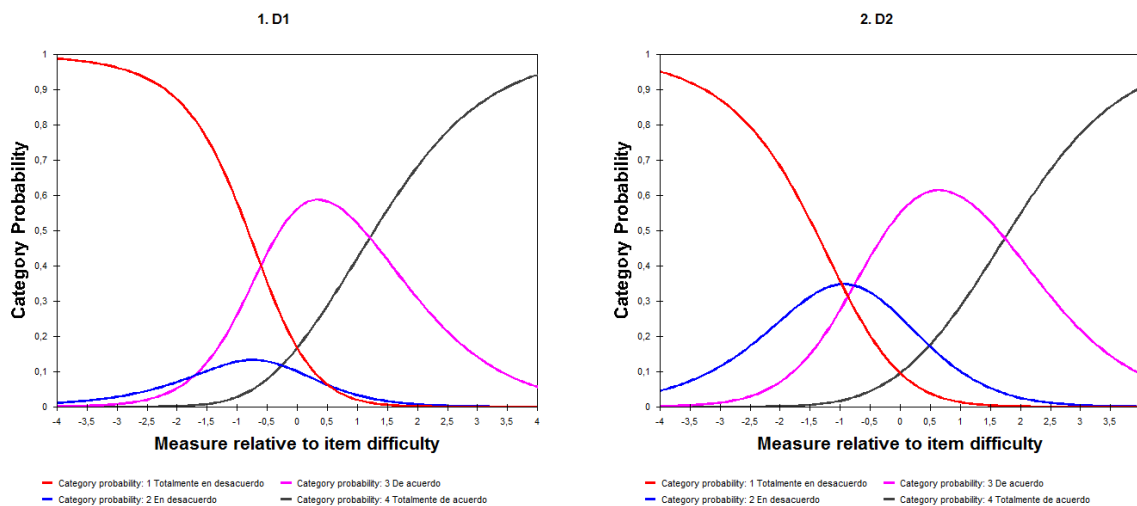 1. D1
1
0,9
0,8
0,7
0,6
0,5
0,4
0,3
0,2
0,1
0
Category Probability
-4 -3,5 -3 -2,5 -2 -1,5 -1 -0,5 0 0,5 1 1,5 2 2,5 3 3,5 4
Measure relative to item difficulty
Category probability: 1 Totalmente en desacuerdo
Category probability: 3 De acuerdo
Category probability: 2 En desacuerdo
Category probability: 4 Totalmente de acuerdo
2. D2
1
0,9
0,8
0,7
0,6
0,5
0,4
0,3
0,2
0,1
0
Category Probability
-4 -3,5 -3 -2,5 -2 -1,5 -1 -0,5 0 0,5 1 1,5 2 2,5 3 3,5
Measure relative to item difficulty
Category probability: 1 Totalmente en desacuerdo
Category probability: 3 De acuerdo
Category probability: 2 En desacuerdo
Category probability: 4 Totalmente de acuerdo